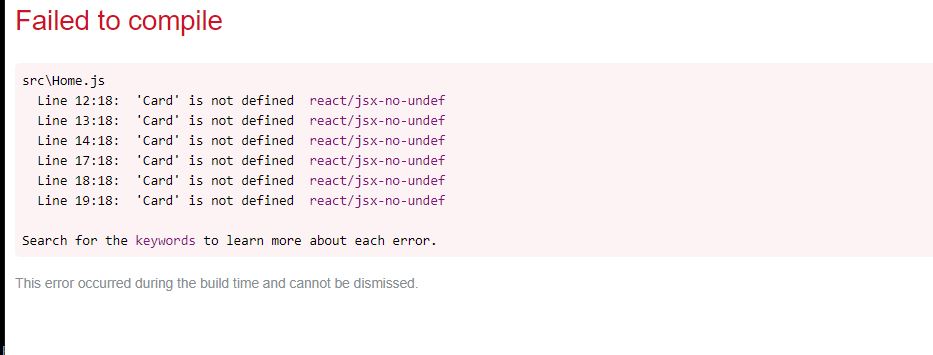 Failed to compile
src\Home.js
Line 12:18: 'Card' is not defined react/jsx-no-undef
Line 13:18: 'Card' is not defined react/jsx-no-undef
Line 14:18: 'Card' is not defined react/jsx-no-undef
Line 17:18: 'Card' is not defined react/jsx-no-undef
Line 18:18: 'Card' is not defined react/jsx-no-undef
Line 19:18: 'Card' is not defined react/jsx-no-undef
Search for the keywords to learn more about each error.
This error occurred during the build time and cannot be dismissed.